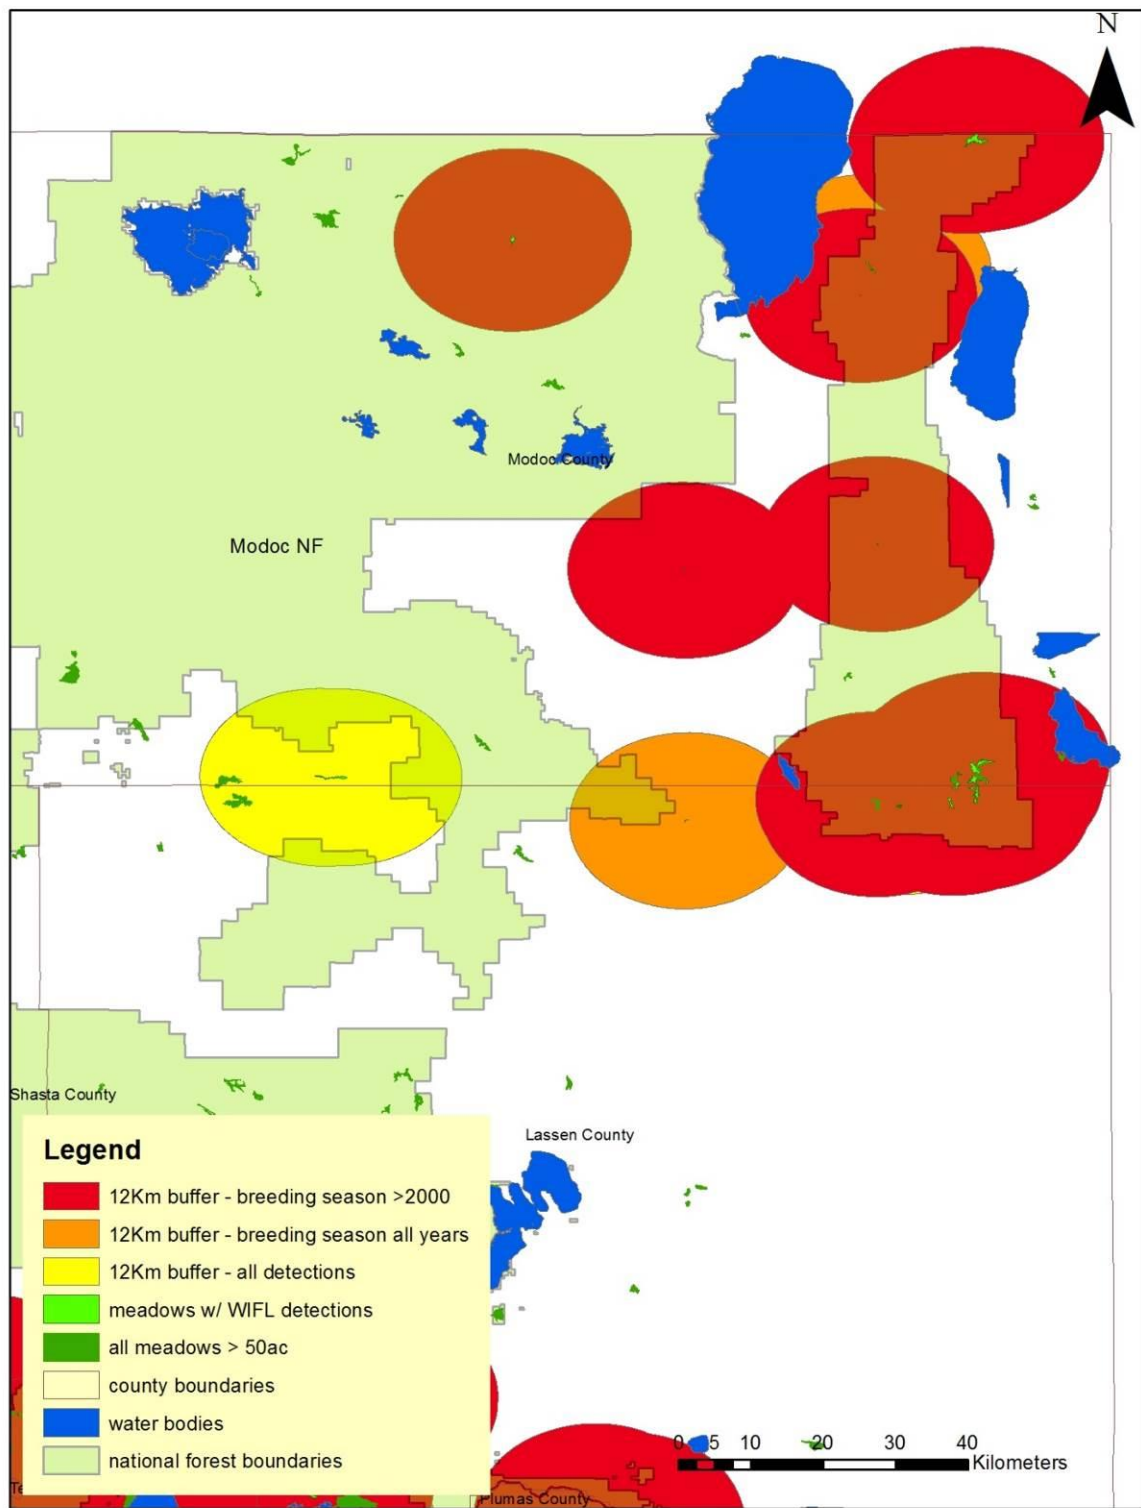 N
Modoc County
Modoc NF
Shasta County
Lassen County
Legend
12Km buffer - breeding season >2000
12Km buffer - breeding season all years
12Km buffer - all detections
meadows w/ WIFL detections
all meadows > 50ac
county boundaries
water bodies
national forest boundaries
0 5 10 20 30 40
Kilometers
Te
Plumas County